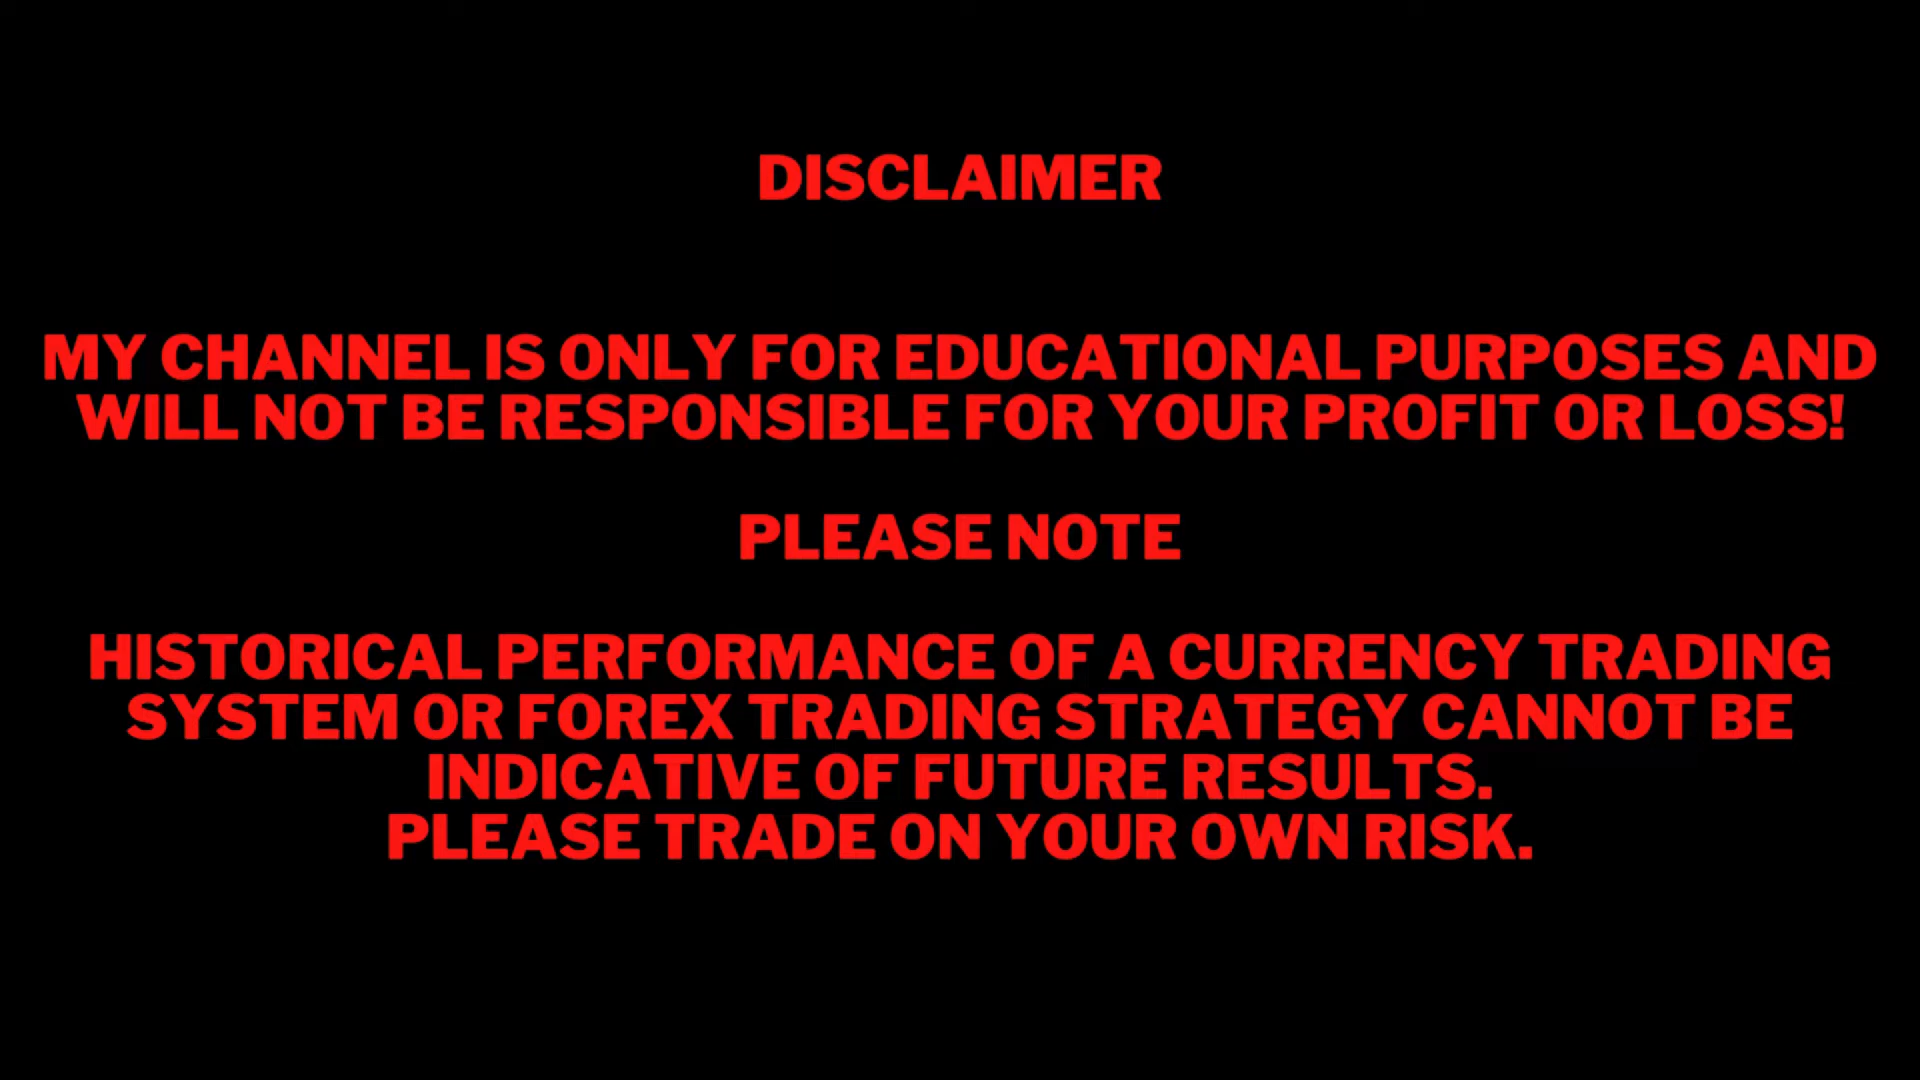 DISCLAIMER
MY CHANNEL IS ONLY FOR EDUCATIONAL PURPOSES AND
WILL NOT BE RESPONSIBLE FOR YOUR PROFIT OR LOSS!
PLEASE NOTE
HISTORICAL PERFORMANCE OF A CURRENCY TRADING
SYSTEM OR FOREX TRADING STRATEGY CANNOT BE
INDICATIVE OF FUTURE RESULTS.
PLEASE TRADE ON YOUR OWN RISK.